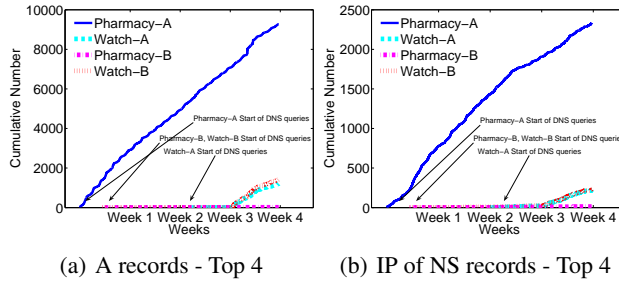 10000
8000
6000
4000
2000
0
Cumulative Number
Pharmacy−A
Watch−A
Pharmacy−B
Watch−B
Pharmacy−A Start of DNS queries
Pharmacy−B, Watch−B Start of DNS queries
Watch−A Start of DNS queries
Week 1 Week 2 Week 3 Week 4
Weeks
(a) A records - Top 4
2500
2000
1500
1000
500
0
Cumulative Number
Pharmacy−A
Watch−A
Pharmacy−B
Watch−B
Pharmacy−A Start of DNS queries
Pharmacy−B, Watch−B Start of DNS queries
Watch−A Start of DNS queries
Week 1 Week 2 Week 3 Week 4
Weeks
(b) IP of NS records - Top 4